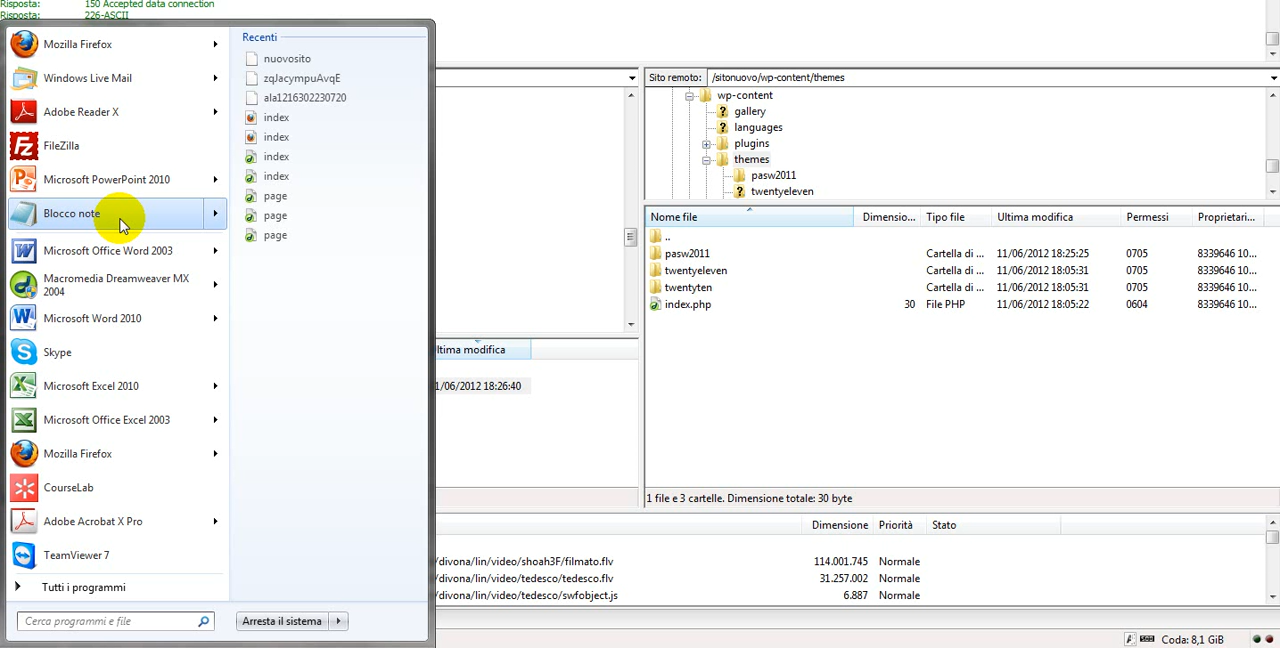 Risposta: 150 Accepted data connection
Risposta: 226-ASCII
Mozilla Firefox
Windows Live Mail
Adobe Reader X
FileZilla
Microsoft PowerPoint 2010
Blocco note
Microsoft Office Word 2003
Macromedia Dreamweaver MX
2004
Microsoft Word 2010
Skype
Microsoft Excel 2010
Microsoft Office Excel 2003
Mozilla Firefox
CourseLab
Adobe Acrobat X Pro
TeamViewer 7
Tutti i programmi
Cerca programmi e file
Arresta il sistema
Recenti
nuovosito
zqJacympuAvqE
ala1216302230720
index
index
index
index
page
page
page
Sito remoto: /sitonuovo/wp-content/themes
wp-content
gallery
languages
plugins
themes
pasw2011
twentyeleven
Nome file Dimensio... Tipo file Ultima modifica Permessi Proprietari...
..
pasw2011 Cartella di ... 11/06/2012 18:25:25 0705 8339646 10...
twentyeleven Cartella di ... 11/06/2012 18:05:31 0705 8339646 10...
twentyten Cartella di ... 11/06/2012 18:05:31 0705 8339646 10...
index.php 30 File PHP 11/06/2012 18:05:22 0604 8339646 10...
ltima modifica
1/06/2012 18:26:40
1 file e 3 cartelle. Dimensione totale: 30 byte
Dimensione Priorità Stato
/divona/lin/video/shoah3F/filmato.flv 114.001.745 Normale
/divona/lin/video/tedesco/tedesco.flv 31.257.002 Normale
/divona/lin/video/tedesco/swfobject.js 6.887 Normale
Coda: 8,1 GiB